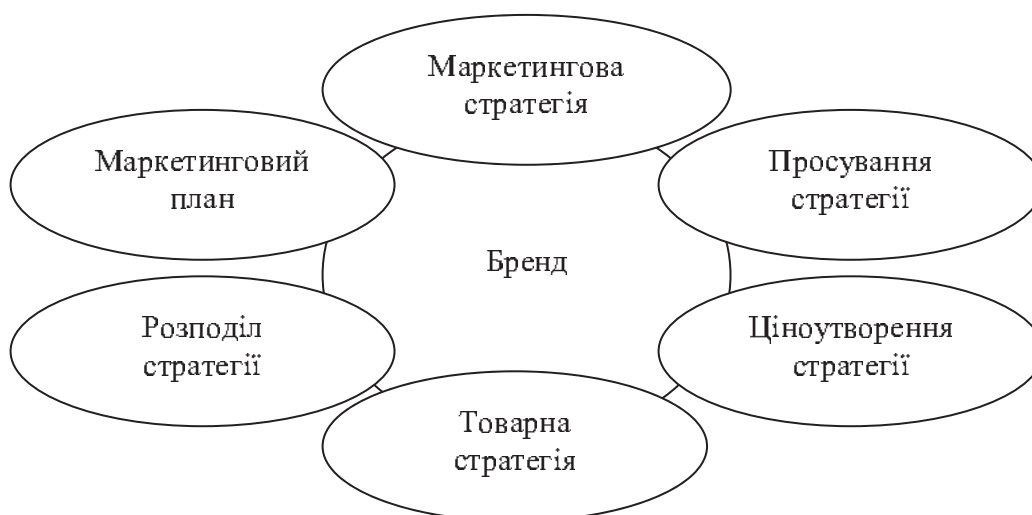 Маркетингова
стратегія
Маркетинговий
план
Просування
стратегії
Бренд
Розподіл
стратегії
Ціноутворення
стратегії
Товарна
стратегія